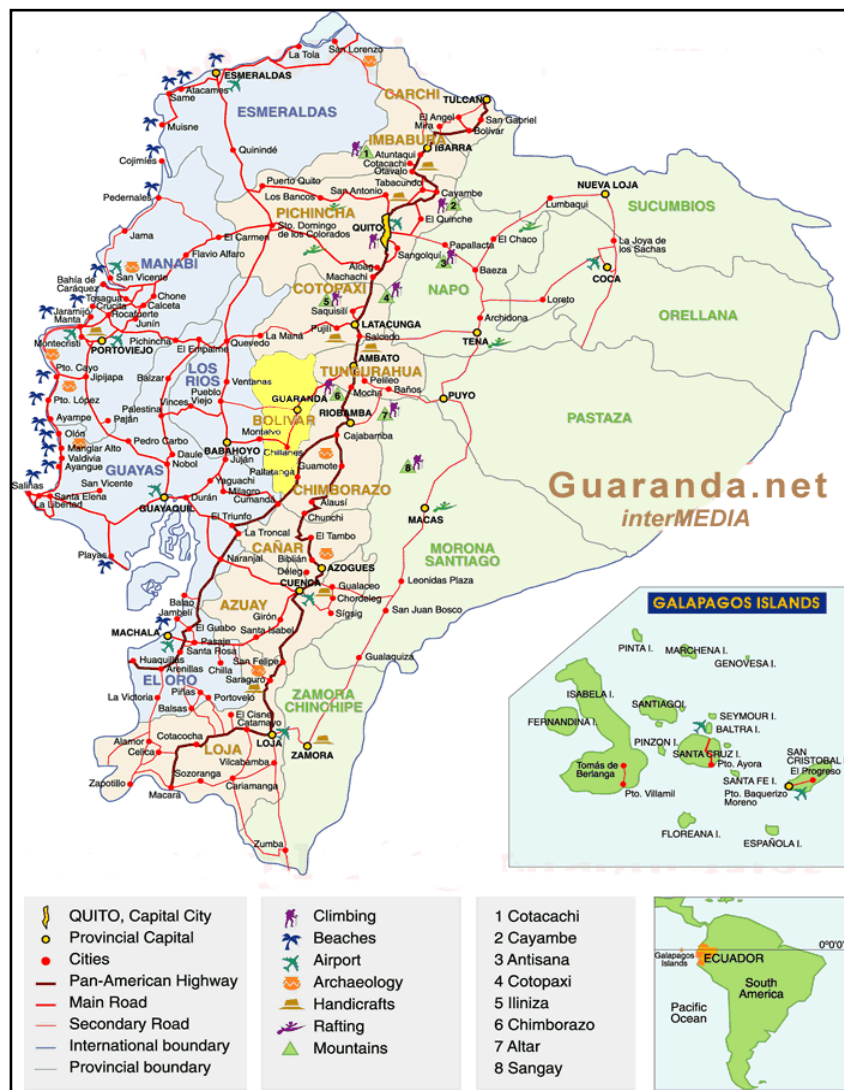 La Tola
San Lorenzo
ESMERALDAS
Atacames
Same
Muisne
ESMERALDAS
CARCHI
TULCAN
El Angel
San Gabriel
Mira
Bolivar
IMBABURA
IBARRA
1
Atuntaqui
Cotacachi
Otavalo
Quinindé
Cojimíes
Puerto Quito
Tabacundo
San Antonio
Cayambe
Los Bancos
2
Pedernales
PICHINCHA
El Quinche
NUEVA LOJA
Lumbaqui
SUCUMBIOS
Sto. Domingo
de los Colorados
QUITO
Jama
El Carmen
Papallacta
El Chaco
La Joya de
los Sachas
Flavio Alfaro
Sangolquí
3
Baeza
MANABI
Aloag
Machachi
COCA
San Vicente
Bahía de
Caráquez
COTOPAXI
4
NAPO
Tosagua
Chone
5
Loreto
Crucita
Calceta
Saquisilí
Jaramijó
Rocafuerte
Manta
Junín
Pujilí
LATACUNGA
Archidona
ORELLANA
Montecristi
Pichincha
La Maná
Salcedo
TENA
PORTOVIEJO
El Empalme
Quevedo
AMBATO
Pto. Cayo
LOS
RIOS
TUNGURAHUA
Jipijapa
Balzar
Ventanas
Pelileo
Baños
Pueblo
Viejo
GUARANDA
6
Mocha
PUYO
Pto. López
Palestina
Vinces
BOLIVAR
RIOBAMBA
7
PASTAZA
Ayampe
Paján
Montalvo
Olón
Pedro Carbo
BABAHOYO
Cajabamba
Manglar Alto
Daule
Juján
Chillanes
Valdivia
Nobol
Guamote
8
Ayangue
GUAYAS
Pallatanga
Salinas
San Vicente
Yaguachi
CHIMBORAZO
Guaranda.net
Santa Elena
Milagro
La Libertad
Durán
Cumandá
Alausí
MACAS
interMEDIA
GUAYAQUIL
El Triunfo
Chunchi
La Troncal
El Tambo
Playas
CAÑAR
MORONA
SANTIAGO
Naranjal
Biblián
AZOGUES
Déleg
CUENCA
Gualaceo
Leonidas Plaza
Balao
Chordeleg
Jambelí
AZUAY
Sígsig
San Juan Bosco
El Guabo
Girón
MACHALA
Pasaje
Santa Isabel
Santa Rosa
Huaquillas
Chilla
San Felipe
Gualaquiza
Arenillas
Saraguro
EL ORO
Piñas
La Victoria
Portovelo
ZAMORA
CHINCHIPE
Balsas
El Cisne
Catamayo
Cotacocha
LOJA
LOJA
Alamor
ZAMORA
Celica
Vilcabamba
Sozoranga
Zapotillo
Cariamanga
Macará
Zumba
GALAPAGOS ISLANDS
PINTA I.
MARCHENA I.
GENOVESA I.
ISABELA I.
SANTIAGOI.
SEYMOUR I.
FERNANDINA I.
BALTRA I.
PINZON I.
SANTA CRUZ I.
SAN
CRISTOBAL I.
Tomás de
Berlanga
Pto. Ayora
El Progreso
SANTA FE I.
Pto. Villamil
Pto. Baquerizo
Moreno
FLOREANA I.
ESPAÑOLA I.
QUITO, Capital City
Provincial Capital
Cities
Pan-American Highway
Main Road
Secondary Road
International boundary
Provincial boundary
Climbing
Beaches
Airport
Archaeology
Handicrafts
Rafting
Mountains
1 Cotacachi
2 Cayambe
3 Antisana
4 Cotopaxi
5 Iliniza
6 Chimborazo
7 Altar
8 Sangay
0°0'0"
Galapagos
Islands
ECUADOR
South
America
Pacific
Ocean